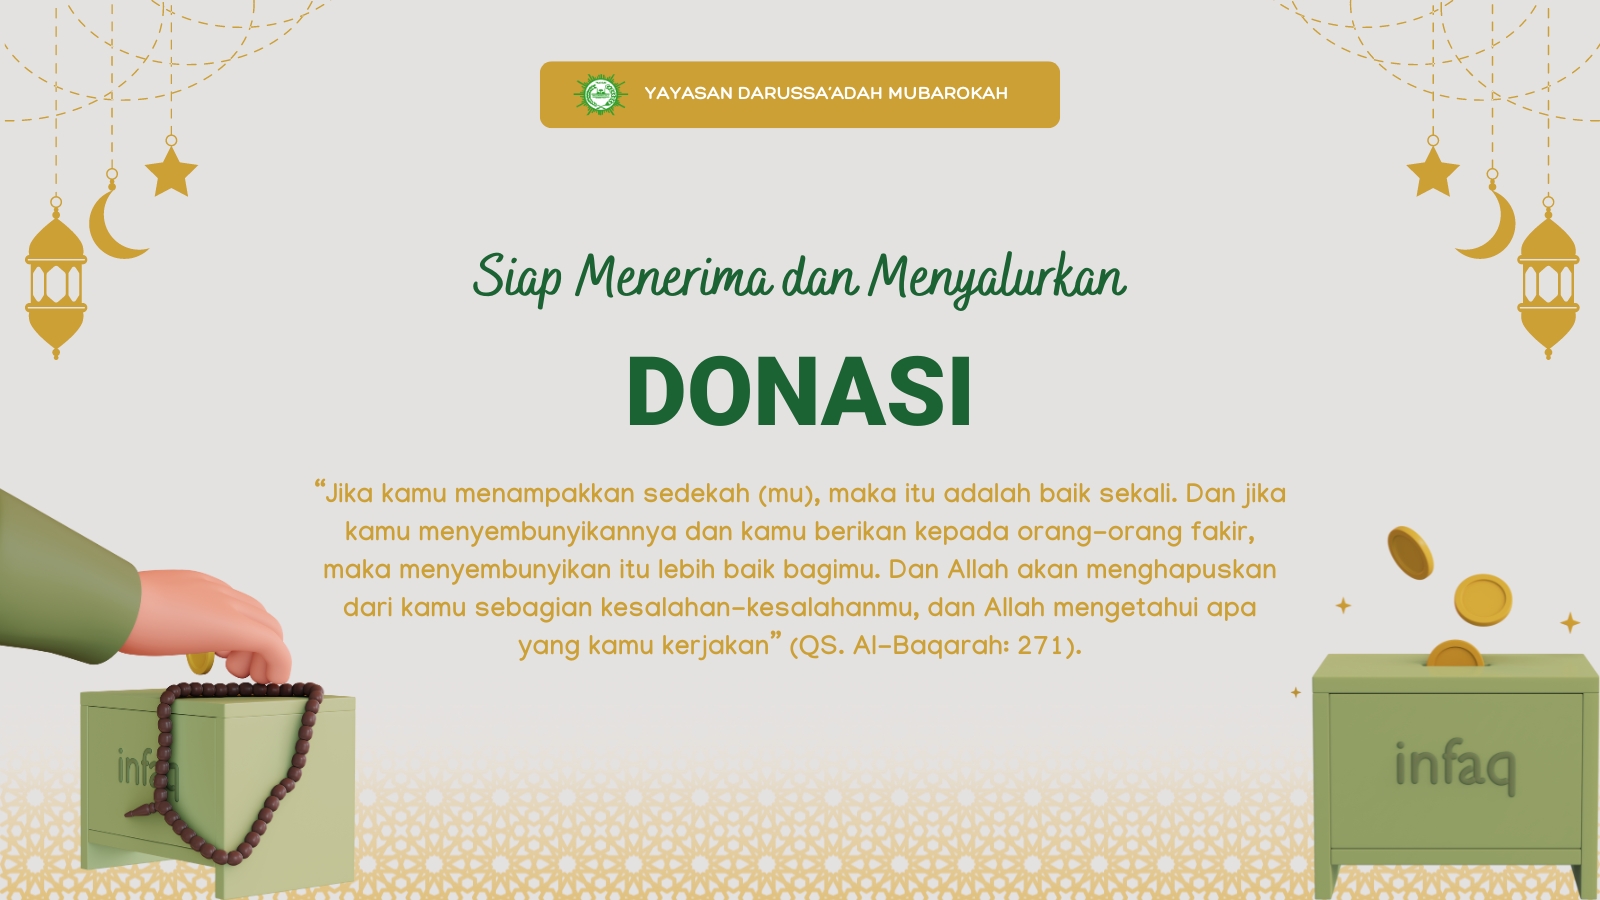 YAYASAN DARUSSA'ADAH MUBAROKAH
Siap Menerima dan Menyalurkan
DONASI
“Jika kamu menampakkan sedekah (mu), maka itu adalah baik sekali. Dan jika
kamu menyembunyikannya dan kamu berikan kepada orang-orang fakir,
maka menyembunyikan itu lebih baik bagimu. Dan Allah akan menghapuskan
dari kamu sebagian kesalahan-kesalahanmu, dan Allah mengetahui apa
yang kamu kerjakan” (QS. Al-Baqarah: 271).
infaq
infaq